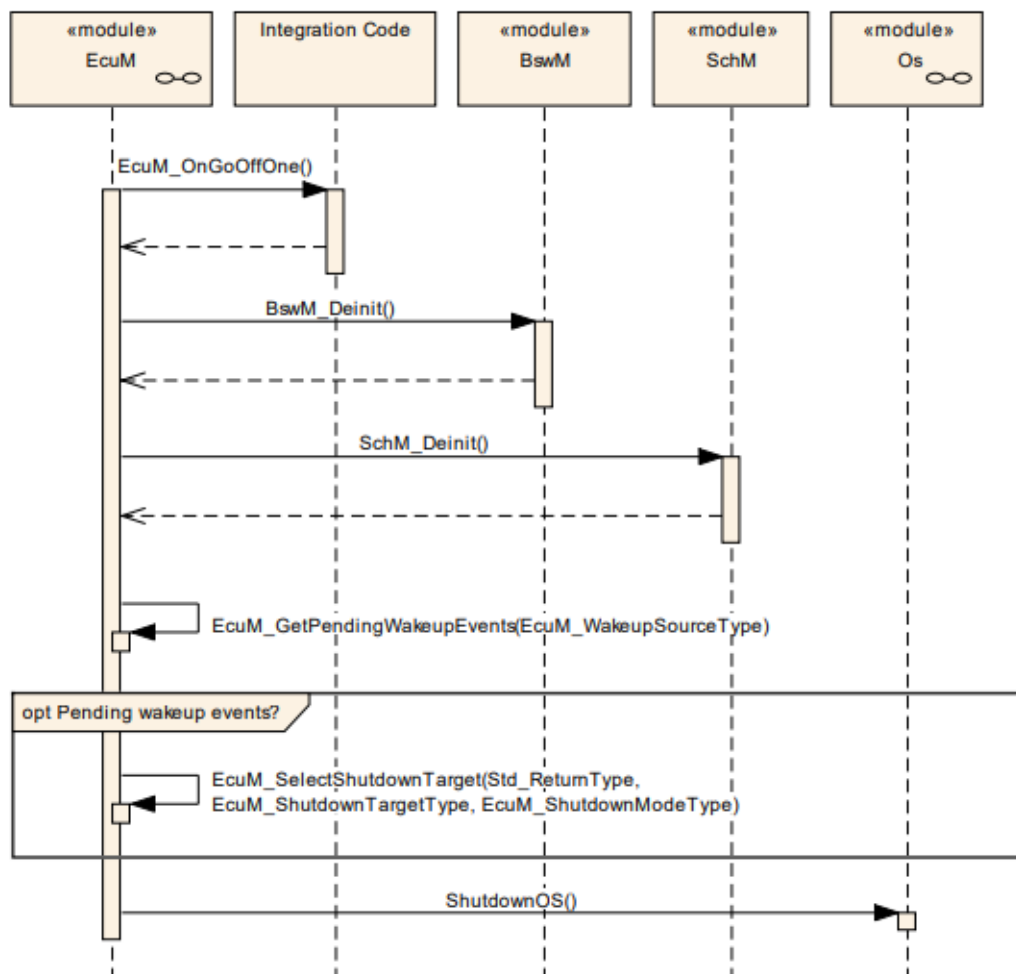 «module»
EcuM
Integration Code
«module»
BswM
«module»
SchM
«module»
Os
EcuM_OnGoOffOne()
BswM_Deinit()
SchM_Deinit()
EcuM_GetPendingWakeupEvents(EcuM_WakeupSourceType)
opt Pending wakeup events?
EcuM_SelectShutdownTarget(Std_ReturnType,
EcuM_ShutdownTargetType, EcuM_ShutdownModeType)
ShutdownOS()